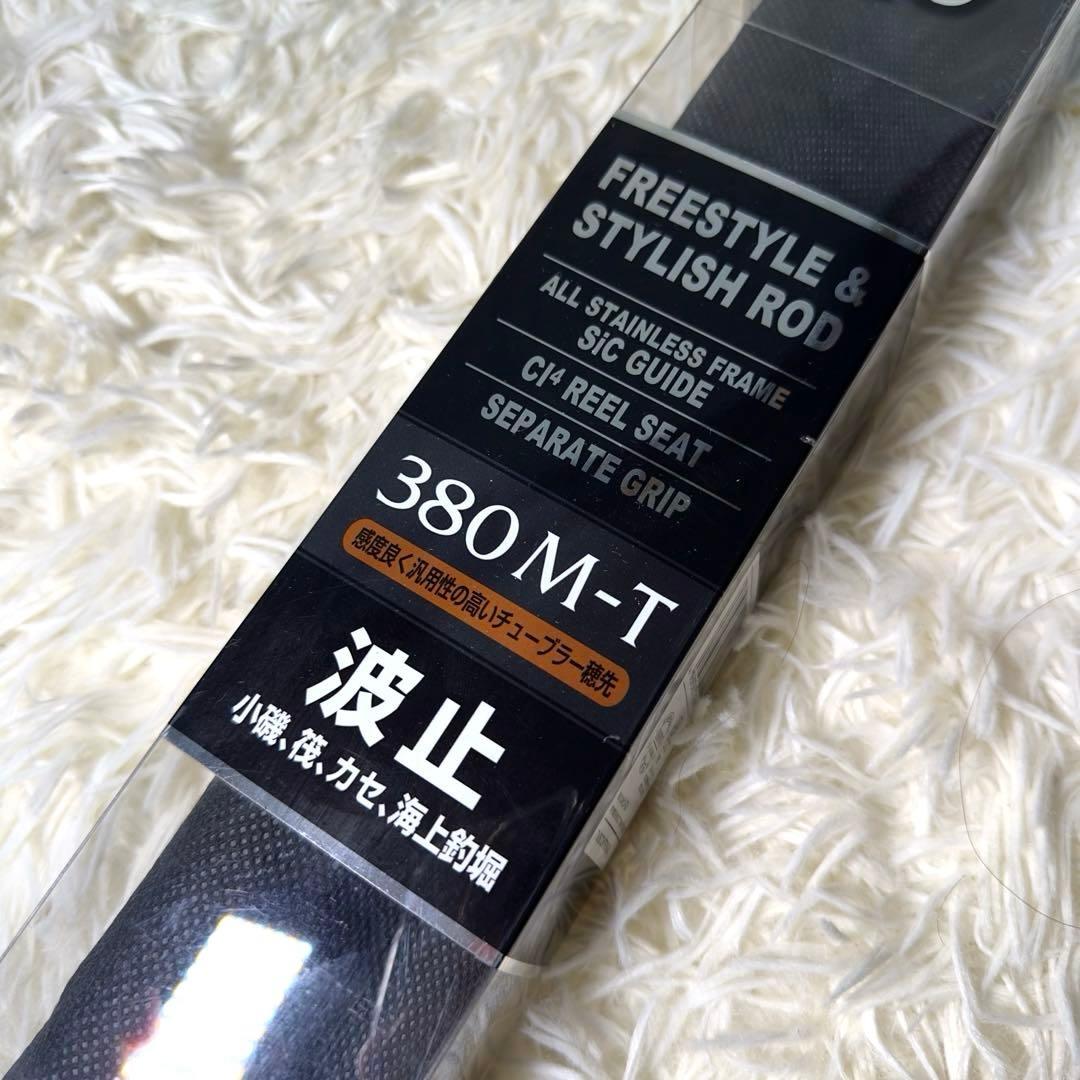 FREESTYLE &
STYLISH ROD
ALL STAINLESS FRAME
SiC GUIDE
CI⁴ REEL SEAT
SEPARATE GRIP
380 M-T
感度良く汎用性の高いチューブラー穂先
波止
小磯、筏、カセ、海上釣堀